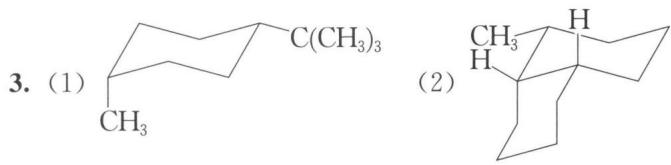 C(CH₃)₃
3. (1)
CH₃
(2)
CH₃
H
H